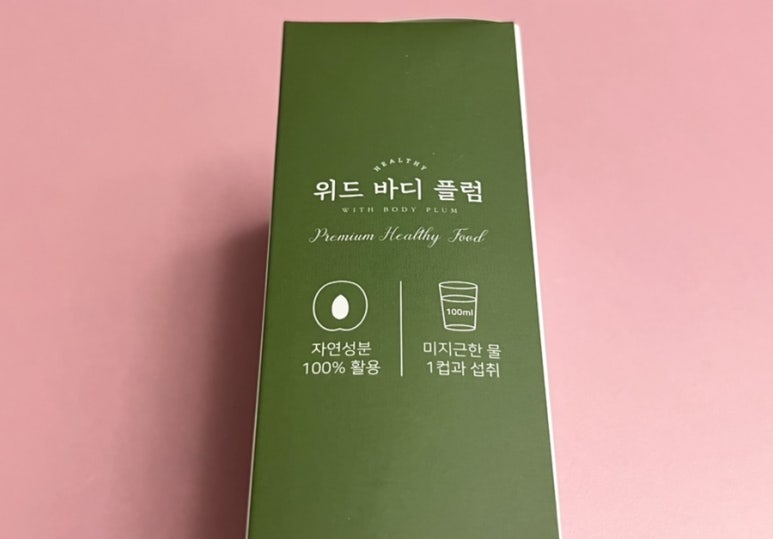 HEALTHY
위드 바디 플럼
WITH BODY PLUM
Premium Healthy Food
자연성분
100% 활용
100ml
미지근한 물
1컵과 섭취